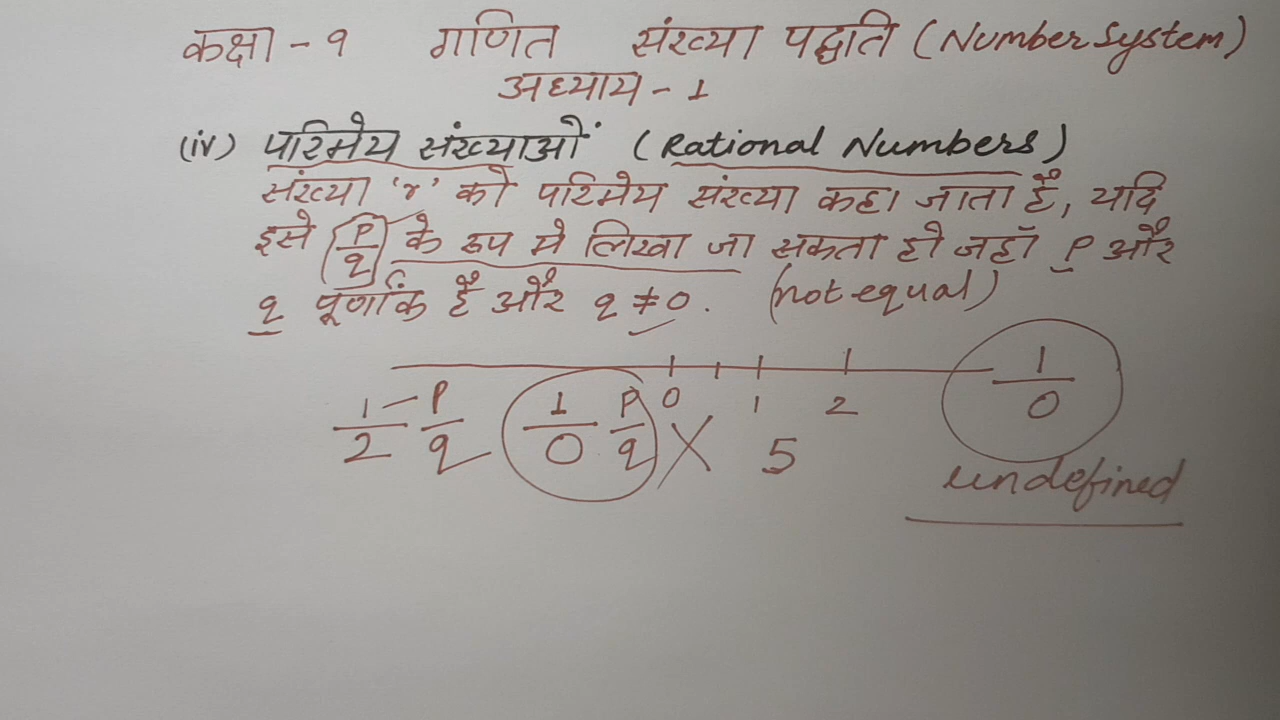 कक्षा - ९ गणित संख्या पद्धति (Number System)
अध्याय - 1
(iv) परिमेय संख्याओं (Rational Numbers)
संख्या 'r' को परिमेय संख्या कहा जाता है, यदि
इसे p/q के रूप मे लिखा जा सकता हो जहाँ p और
q पूर्णांक है और q ≠ 0. (not equal)
0 1 2
1/2 p/q 1/0 p/q X 5 1/0
undefined